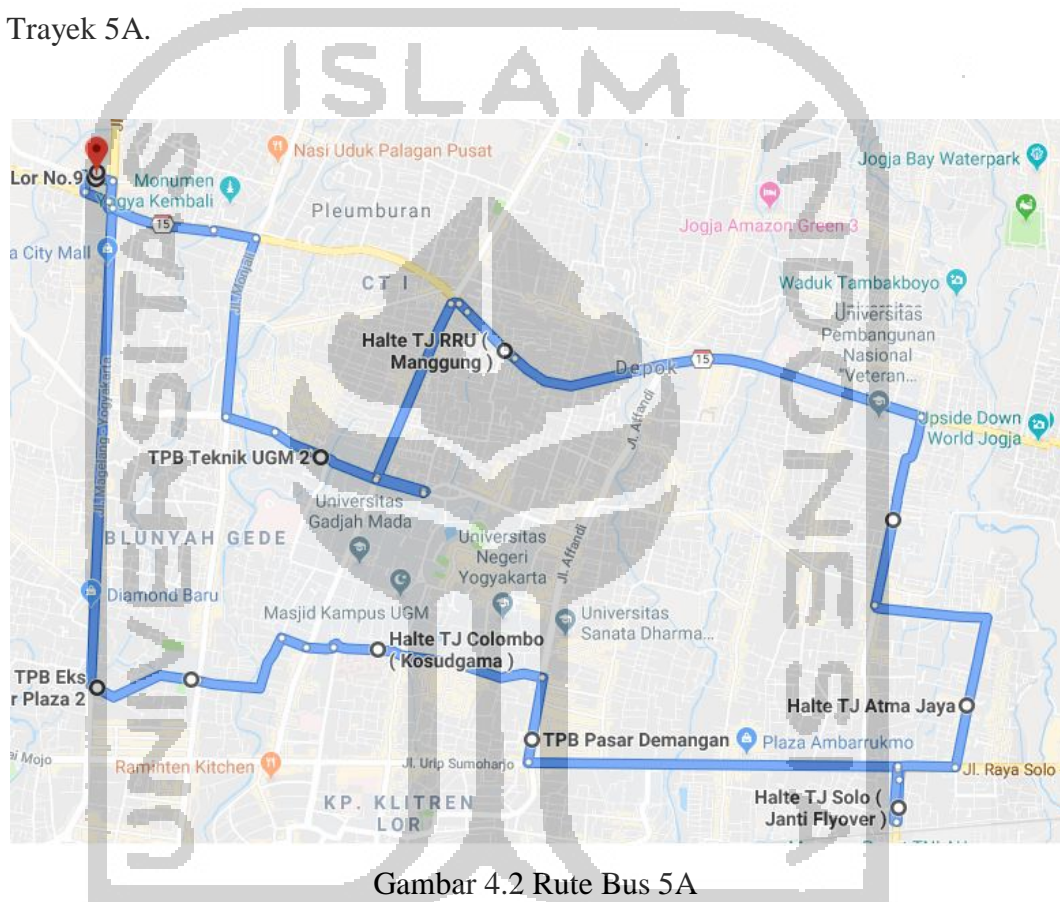 Trayek 5A.
ISLAM
UNIVERSITAS
INDONESIA
Lor No.9
Nasi Uduk Palagan Pusat
Monumen
Yogya Kembali
15
Pleumburan
Jogja Bay Waterpark
Jogja Amazon Green 3
a City Mall
CT I
Waduk Tambakboyo
Jl. Monjali
Universitas
Pembangunan
Nasional
"Veteran...
Halte TJ RRU (
Manggung )
Depok
15
Jl. Affandi
Upside Down
World Jogja
Jl. Magelang - Yogyakarta
TPB Teknik UGM 2
Universitas
Gadjah Mada
BLUNYAH GEDE
Universitas
Negeri
Yogyakarta
Jl. Affandi
Diamond Baru
Masjid Kampus UGM
Universitas
Sanata Dharma...
Halte TJ Colombo
( Kosudgama )
TPB Eks
r Plaza 2
Halte TJ Atma Jaya
TPB Pasar Demangan
Plaza Ambarrukmo
ai Mojo
Raminten Kitchen
Jl. Urip Sumoharjo
Jl. Raya Solo
KP. KLITREN
LOR
Halte TJ Solo (
Janti Flyover )
Gambar 4.2 Rute Bus 5A